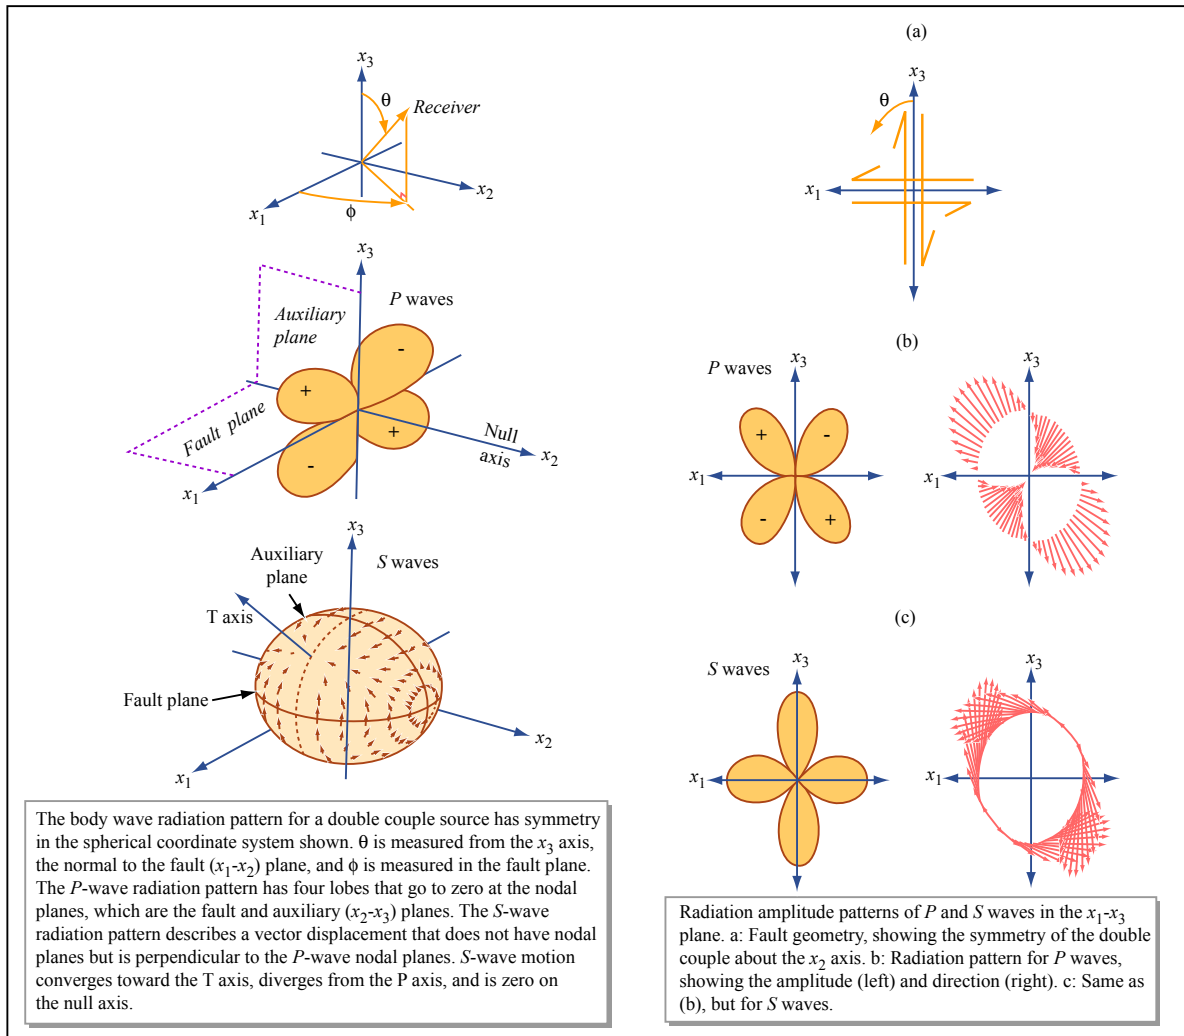 x3
θ
Receiver
x2
x1
ϕ
x3
P waves
Auxiliary
plane
-
+
Fault plane
+
-
Null
axis
x2
x1
x3
Auxiliary
plane
S waves
T axis
Fault plane
x2
x1
The body wave radiation pattern for a double couple source has symmetry
in the spherical coordinate system shown. θ is measured from the x3 axis,
the normal to the fault (x1-x2) plane, and ϕ is measured in the fault plane.
The P-wave radiation pattern has four lobes that go to zero at the nodal
planes, which are the fault and auxiliary (x2-x3) planes. The S-wave
radiation pattern describes a vector displacement that does not have nodal
planes but is perpendicular to the P-wave nodal planes. S-wave motion
converges toward the T axis, diverges from the P axis, and is zero on
the null axis.
(a)
x3
θ
x1
(b)
P waves
x3
+
-
x1
-
+
x3
x1
(c)
S waves
x3
x1
x3
x1
Radiation amplitude patterns of P and S waves in the x1-x3
plane. a: Fault geometry, showing the symmetry of the double
couple about the x2 axis. b: Radiation pattern for P waves,
showing the amplitude (left) and direction (right). c: Same as
(b), but for S waves.